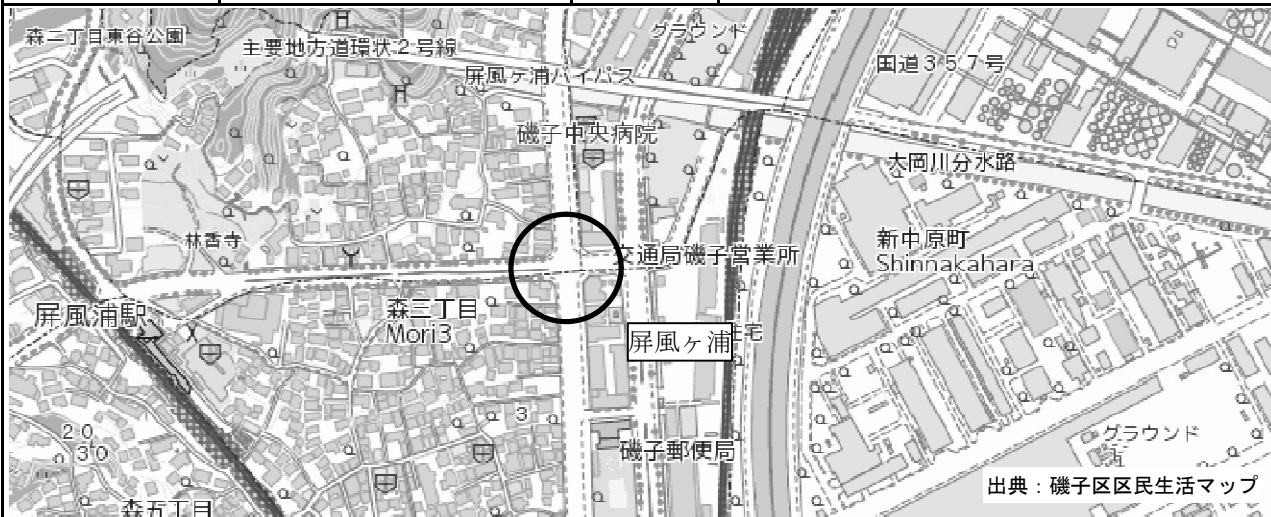 森二丁目東谷公園
主要地方道環状2号線
グラウンド
屏風ヶ浦バイパス
国道357号
磯子中央病院
大岡川分水路
林香寺
交通局磯子営業所
新中原町
Shinnakahara
屏風浦駅
森三丁目
Mori3
屏風ヶ浦
住宅
3
20
30
磯子郵便局
グラウンド
森五丁目
出典：磯子区区民生活マップ